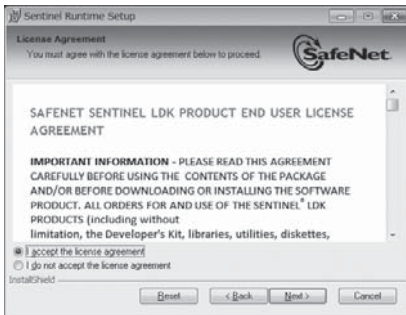 Sentinel Runtime Setup
License Agreement
You must agree with the license agreement below to proceed.
SafeNet.
SAFENET SENTINEL LDK PRODUCT END USER LICENSE
AGREEMENT
IMPORTANT INFORMATION - PLEASE READ THIS AGREEMENT
CAREFULLY BEFORE USING THE CONTENTS OF THE PACKAGE
AND/OR BEFORE DOWNLOADING OR INSTALLING THE SOFTWARE
PRODUCT. ALL ORDERS FOR AND USE OF THE SENTINEL® LDK
PRODUCTS (including without
limitation, the Developer's Kit, libraries, utilities, diskettes,
I accept the license agreement
I do not accept the license agreement
InstallShield
Reset
< Back
Next >
Cancel